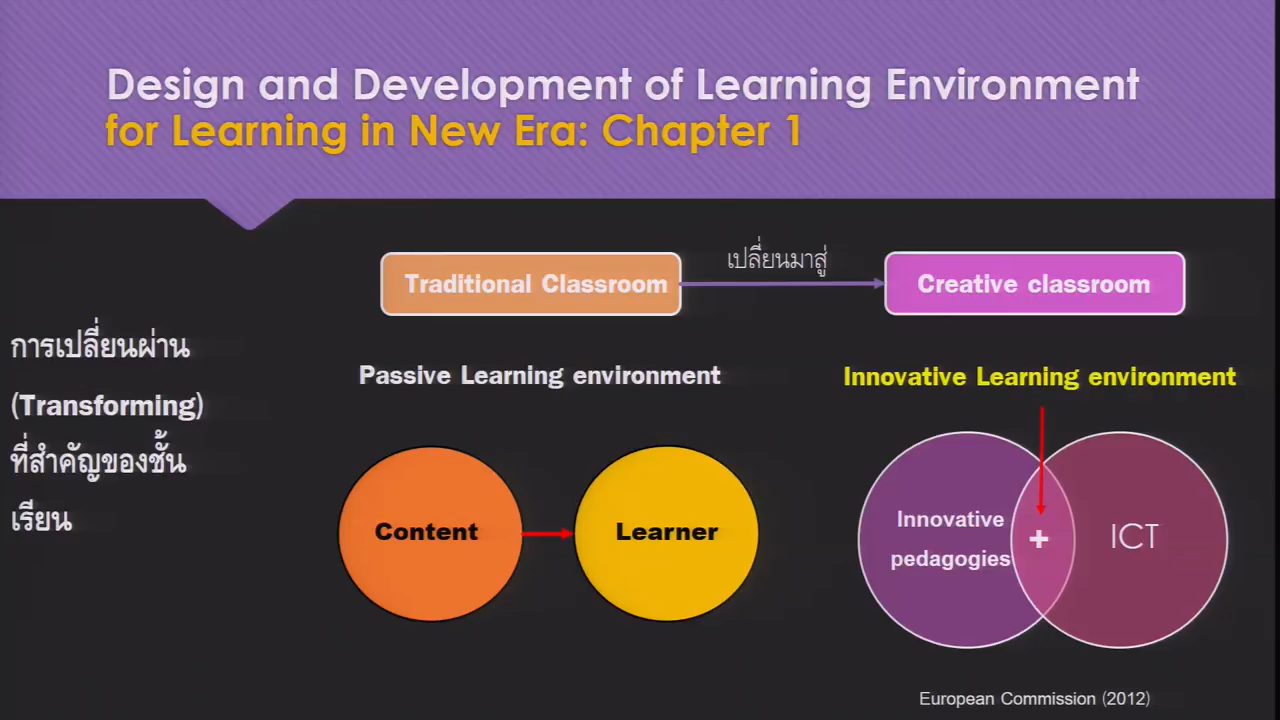 Design and Development of Learning Environment
for Learning in New Era: Chapter 1
เปลี่ยนมาสู่
Traditional Classroom
Creative classroom
การเปลี่ยนผ่าน
(Transforming)
ที่สำคัญของชั้น
เรียน
Passive Learning environment
Innovative Learning environment
Content
Learner
Innovative
pedagogies
+
ICT
European Commission (2012)